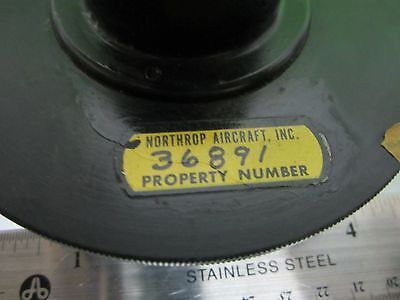 NORTHROP AIRCRAFT, INC.
36891
PROPERTY NUMBER
1
4
STAINLESS STEEL